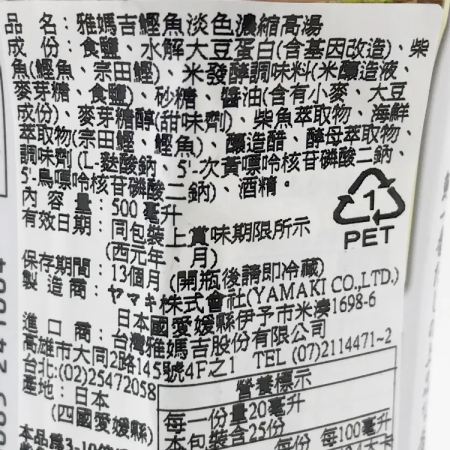 品名：雅媽吉鰹魚淡色濃縮高湯
成份：食鹽、水解大豆蛋白(含基因改造)、柴
魚(鰹魚、宗田鰹)、米發酵調味料(米釀造液、
麥芽糖、食鹽)、砂糖、醬油(含有小麥、大豆
成份)、麥芽糖醇(甜味劑)、柴魚萃取物、海鮮
萃取物(宗田鰹、鰹魚)、釀造醋、酵母萃取物、
調味劑(L-麩酸鈉、5'-次黃嘌呤核苷磷酸二鈉、
5'-鳥嘌呤核苷磷酸二鈉)、酒精。
內容量：500毫升
有效日期：同包裝上賞味期限所示
(西元年、月)
保存期間：13個月(開瓶後請即冷藏)
製造商：ヤマキ株式會社(YAMAKI CO.,LTD.)
日本國愛媛縣伊予市米湊1698-6
進口商：台灣雅媽吉股份有限公司
高雄市大同2路145號4F之1 TEL (07)2114471~2
台北:(02)25472058
產地：日本
(四國愛媛縣)
1
PET
營養標示
每一份量20毫升
本包裝含25份
每份 每100毫升